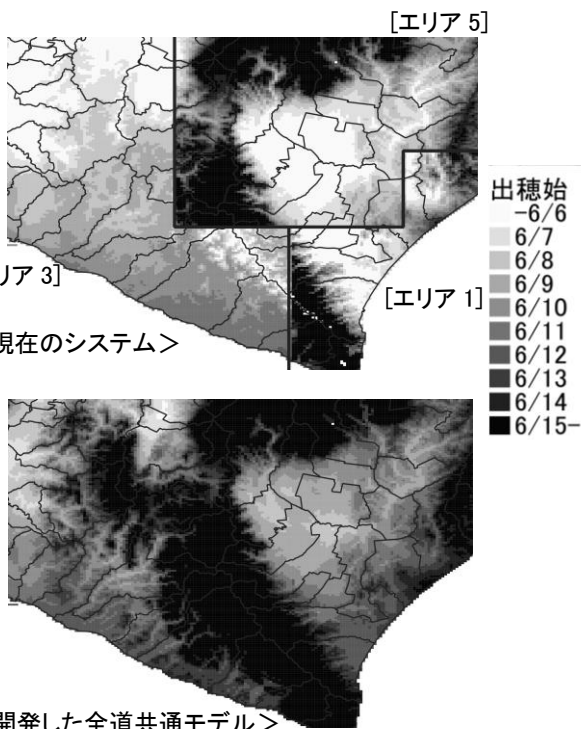 [エリア 5]
出穂始
-6/6
6/7
6/8
6/9
6/10
6/11
6/12
6/13
6/14
6/15-
リア 3]
[エリア 1]
現在のシステム＞
開発した全道共通モデル＞